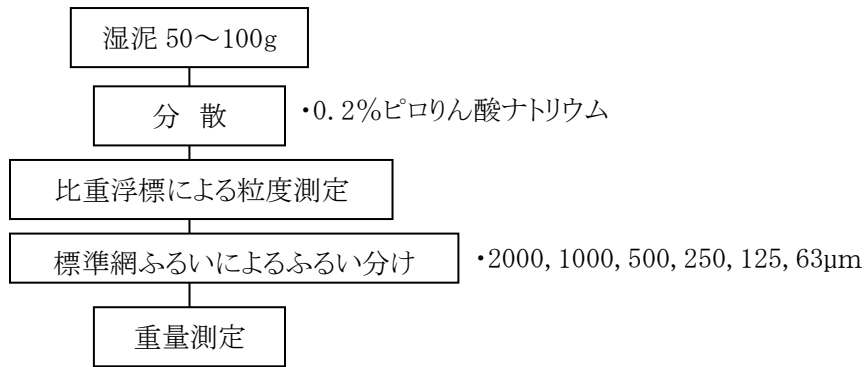 湿泥 50～100g
分 散
・0.2%ピロりん酸ナトリウム
比重浮標による粒度測定
標準網ふるいによるふるい分け
・2000, 1000, 500, 250, 125, 63µm
重量測定